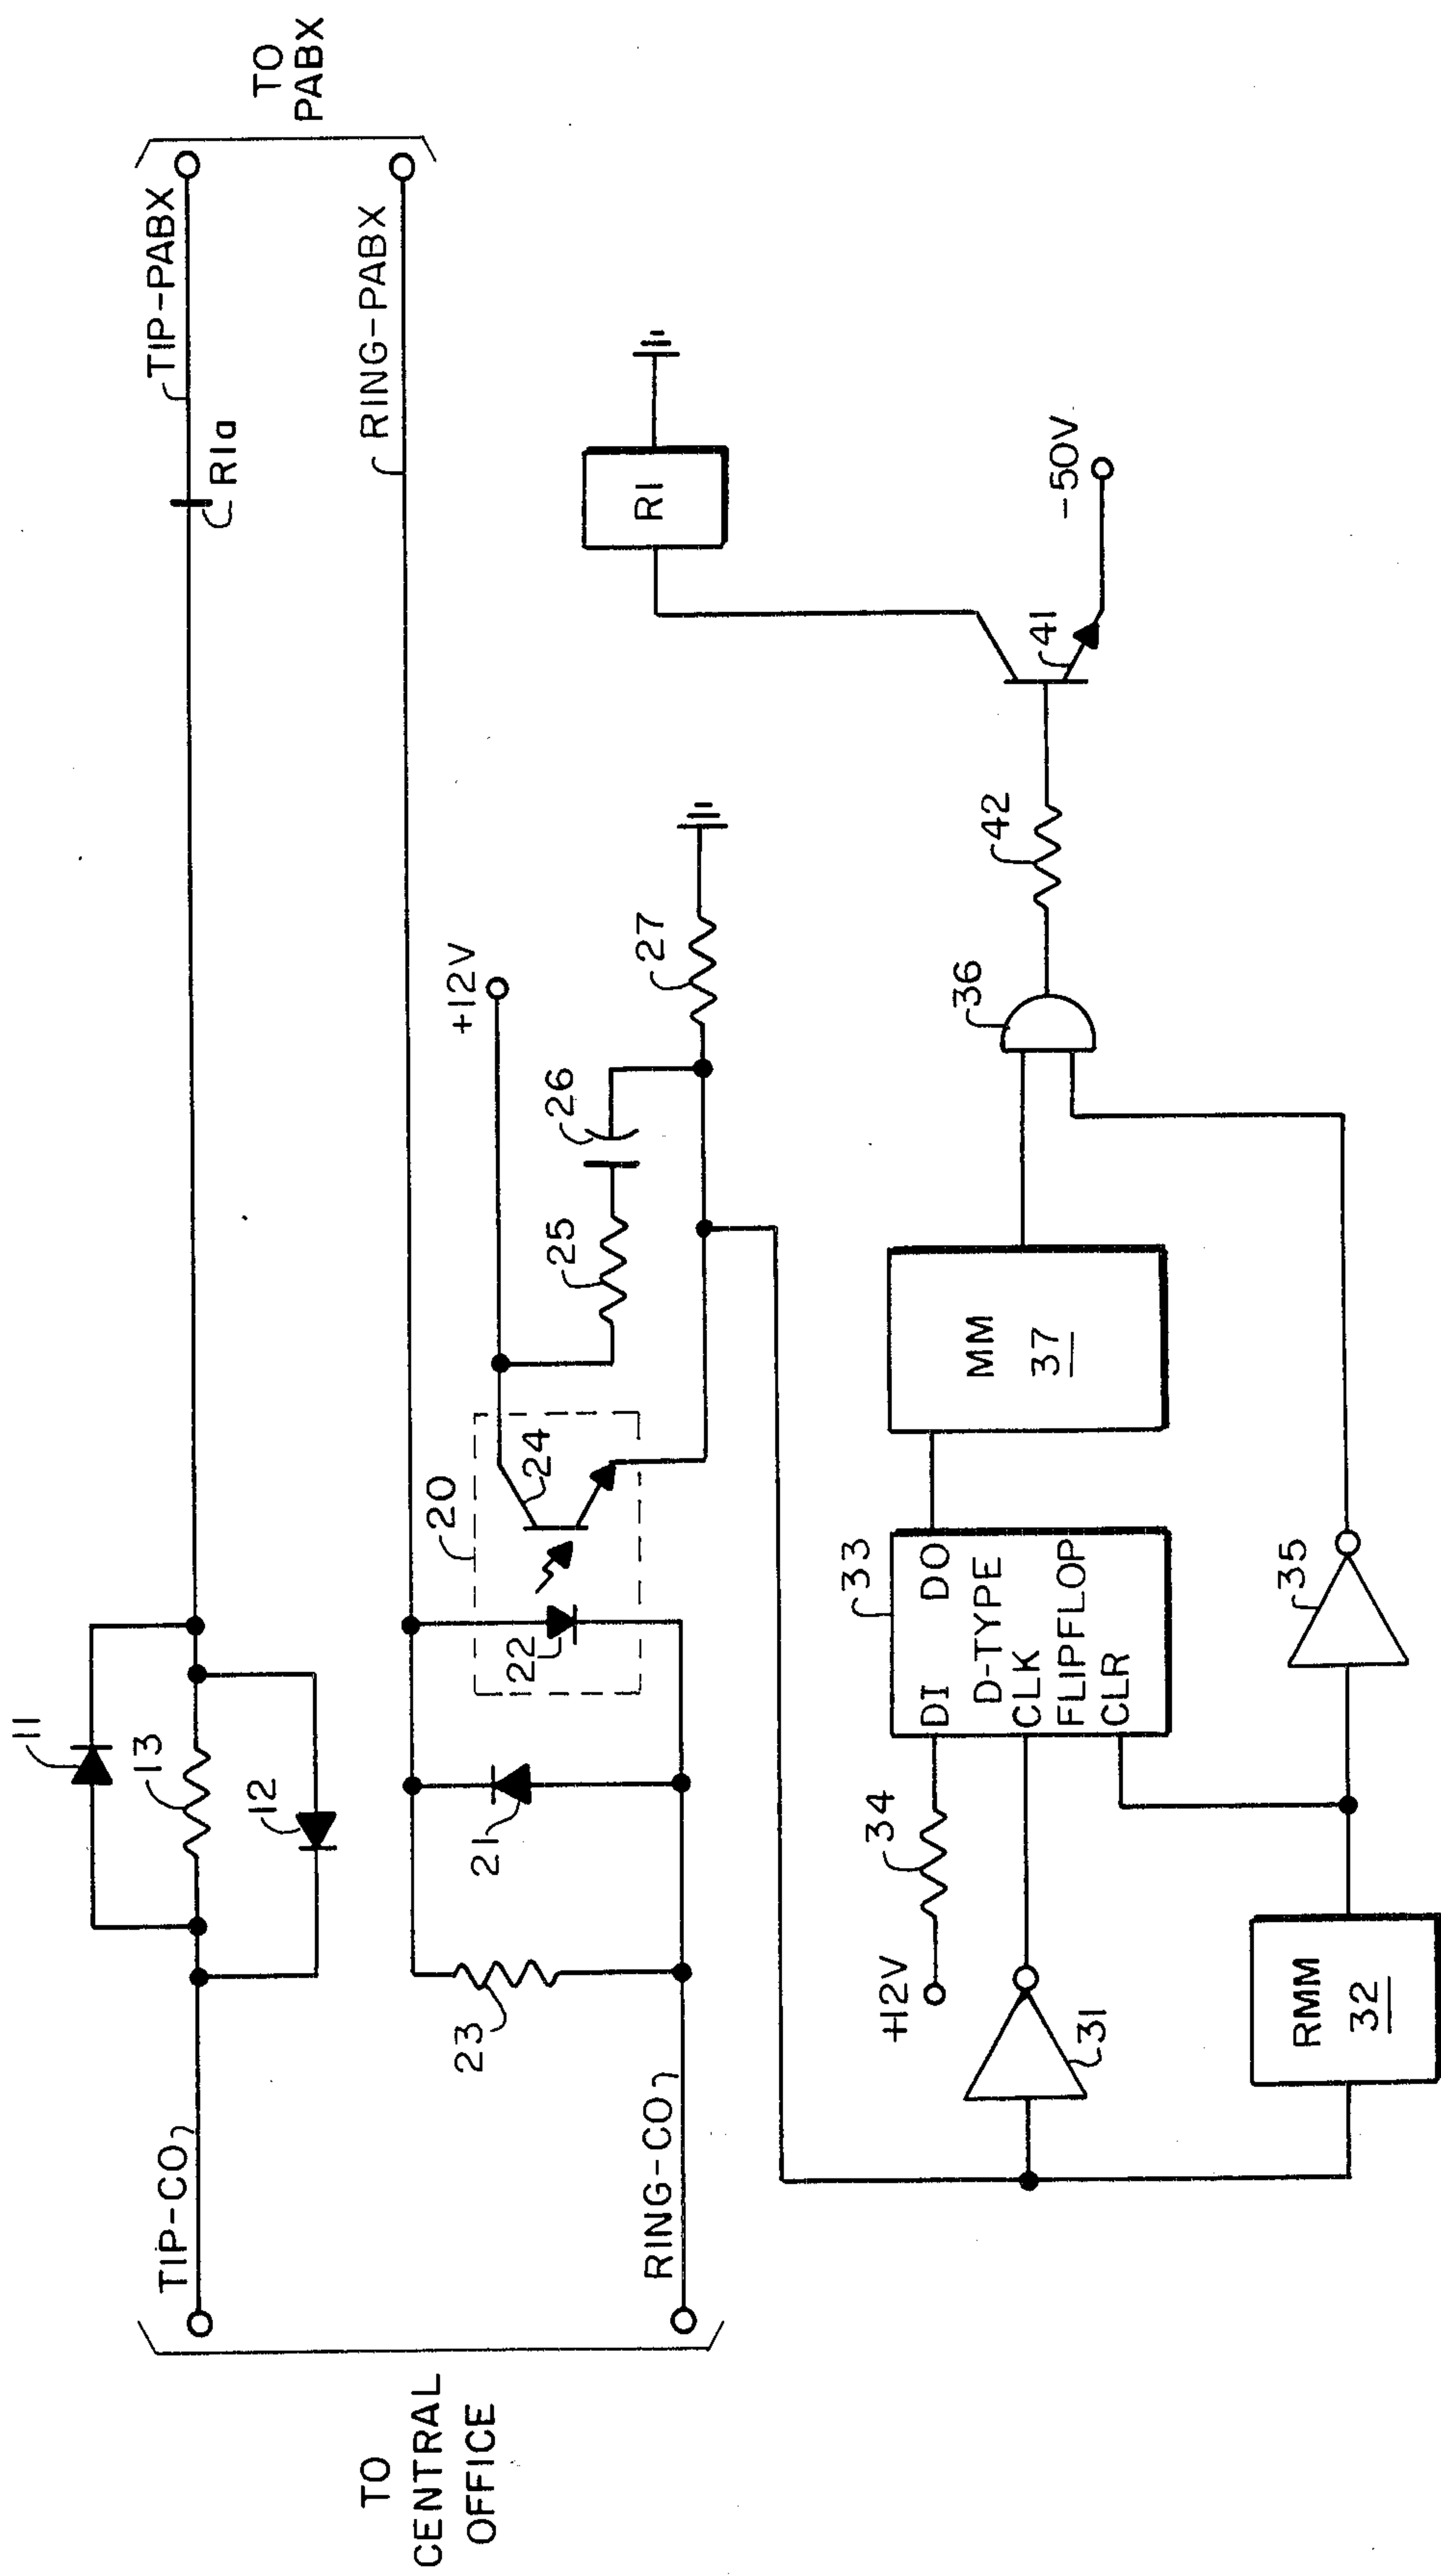 TO
CENTRAL
OFFICE
TIP-CO
RING-CO
11
13
12
23
21
22
20
24
25
26
27
+12V
TIP-PABX
R1a
RING-PABX
TO
PABX
R1
-50V
41
42
36
MM
37
33
DI DO
D-TYPE
CLK
FLIPFLOP
CLR
34
+12V
31
35
RMM
32